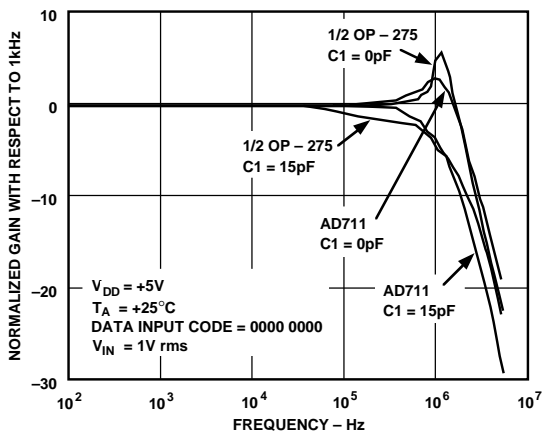 NORMALIZED GAIN WITH RESPECT TO 1kHz
10
0
–10
–20
–30
1/2 OP – 275
C1 = 0pF
1/2 OP – 275
C1 = 15pF
AD711
C1 = 0pF
AD711
C1 = 15pF
V_DD = +5V
T_A = +25°C
DATA INPUT CODE = 0000 0000
V_IN = 1V rms
10² 10³ 10⁴ 10⁵ 10⁶ 10⁷
FREQUENCY – Hz